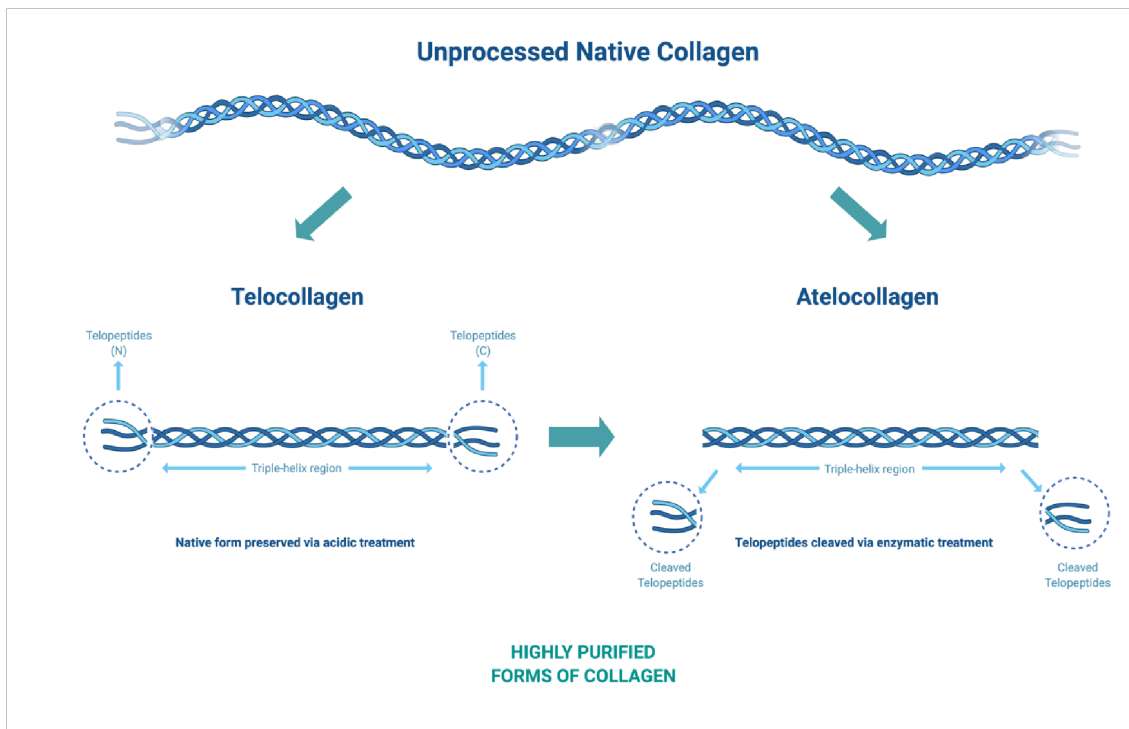 Unprocessed Native Collagen
Telocollagen
Telopeptides
(N)
Telopeptides
(C)
Triple-helix region
Native form preserved via acidic treatment
Atelocollagen
Triple-helix region
Telopeptides cleaved via enzymatic treatment
Cleaved
Telopeptides
Cleaved
Telopeptides
HIGHLY PURIFIED
FORMS OF COLLAGEN